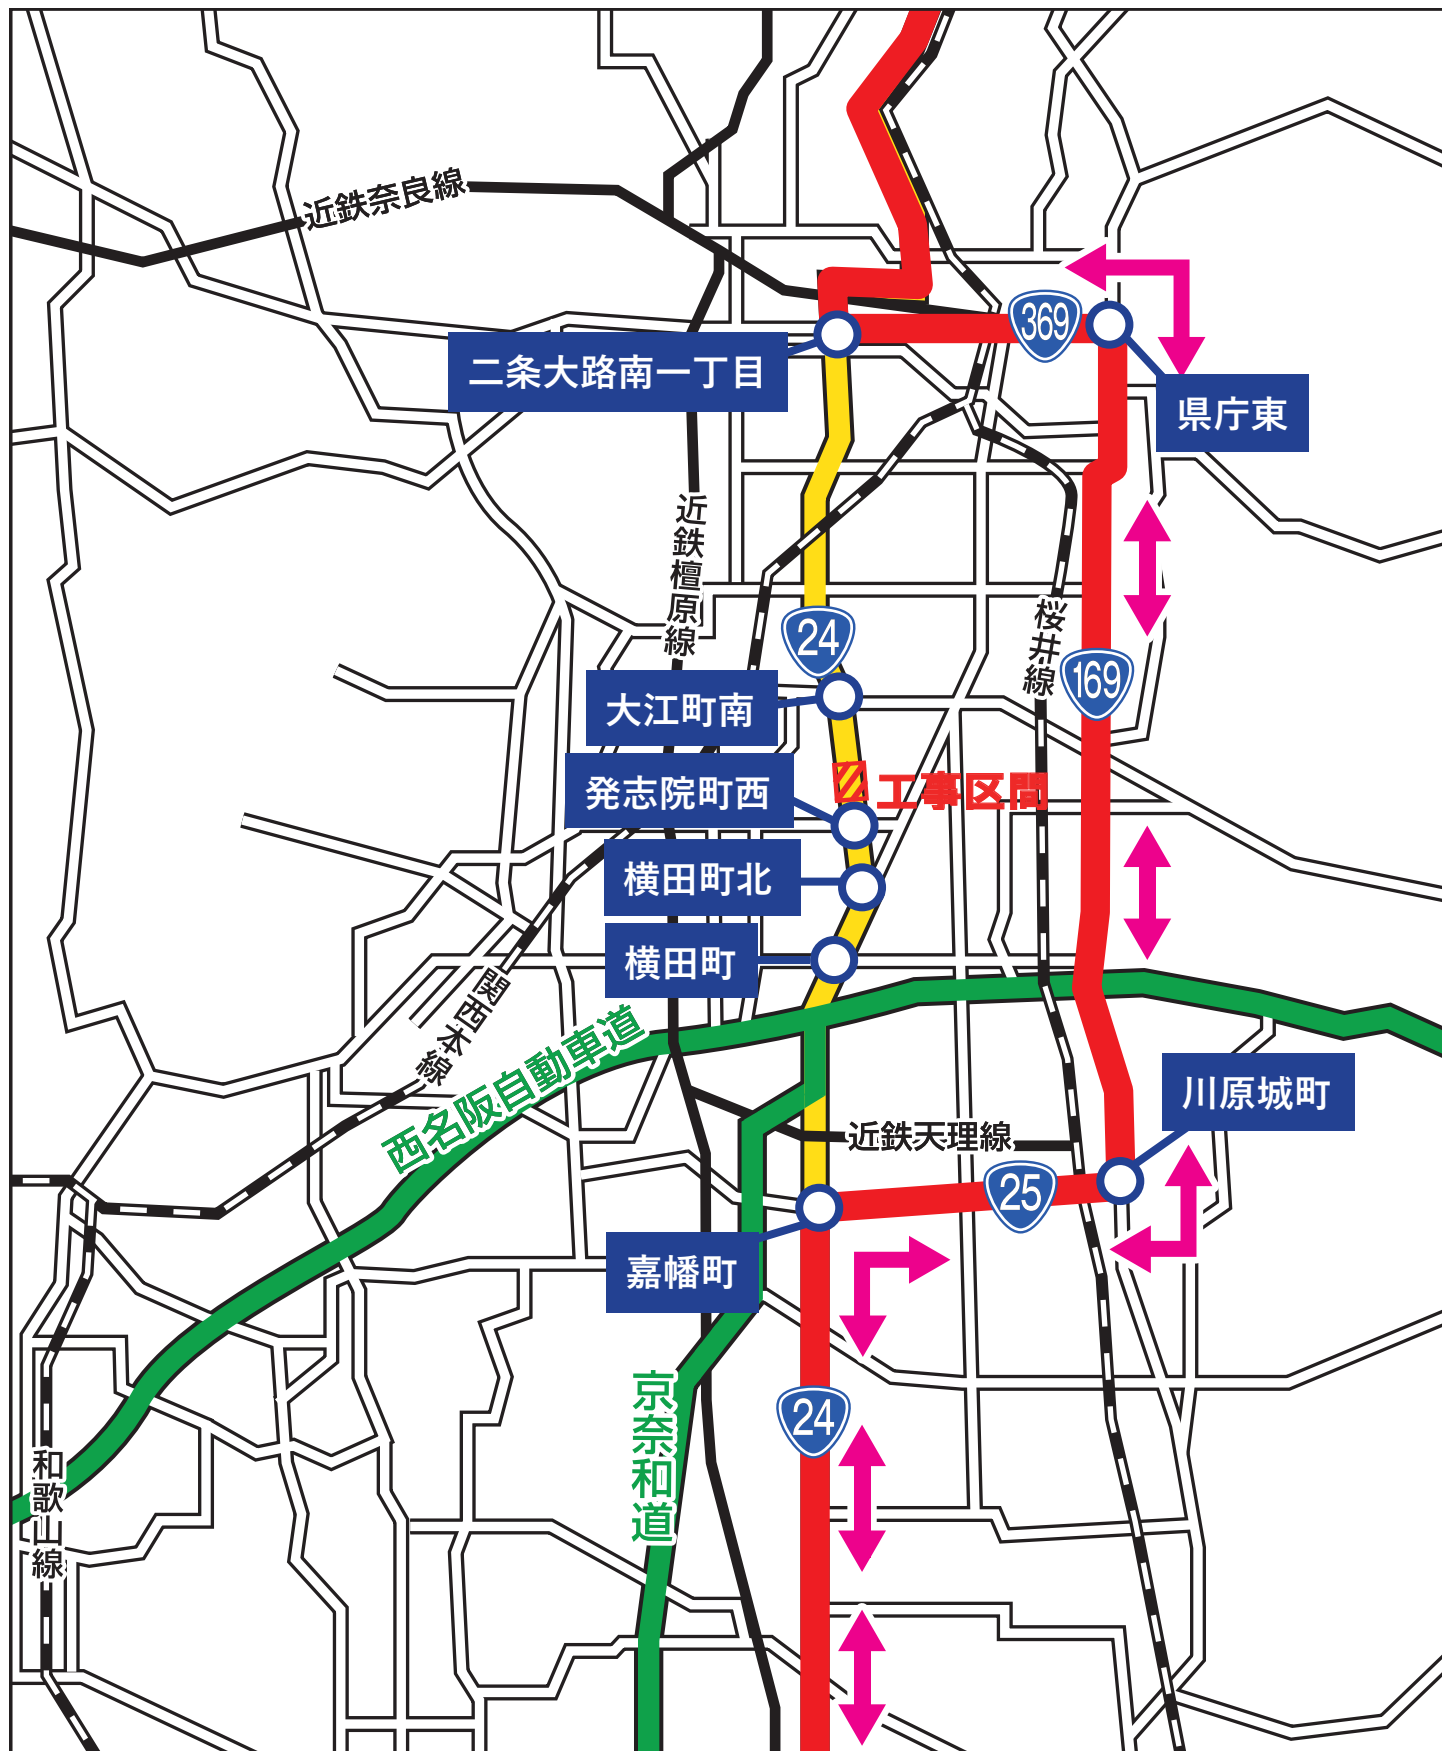 近鉄奈良線
369
二条大路南一丁目
県庁東
近鉄橿原線
24
桜井線
169
大江町南
発志院町西
工事区間
横田町北
横田町
関西本線
西名阪自動車道
川原城町
近鉄天理線
25
嘉幡町
京奈和道
24
和歌山線